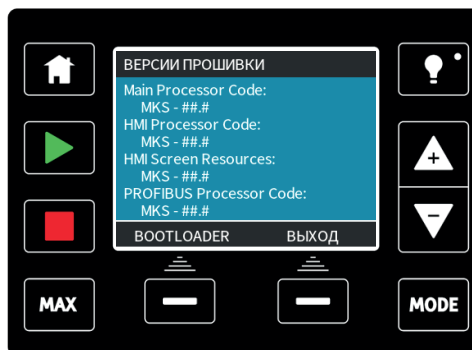 ВЕРСИИ ПРОШИВКИ
Main Processor Code:
MKS - ##.#
HMI Processor Code:
MKS - ##.#
HMI Screen Resources:
MKS - ##.#
PROFIBUS Processor Code:
MKS - ##.#
BOOTLOADER ВЫХОД
MAX
MODE